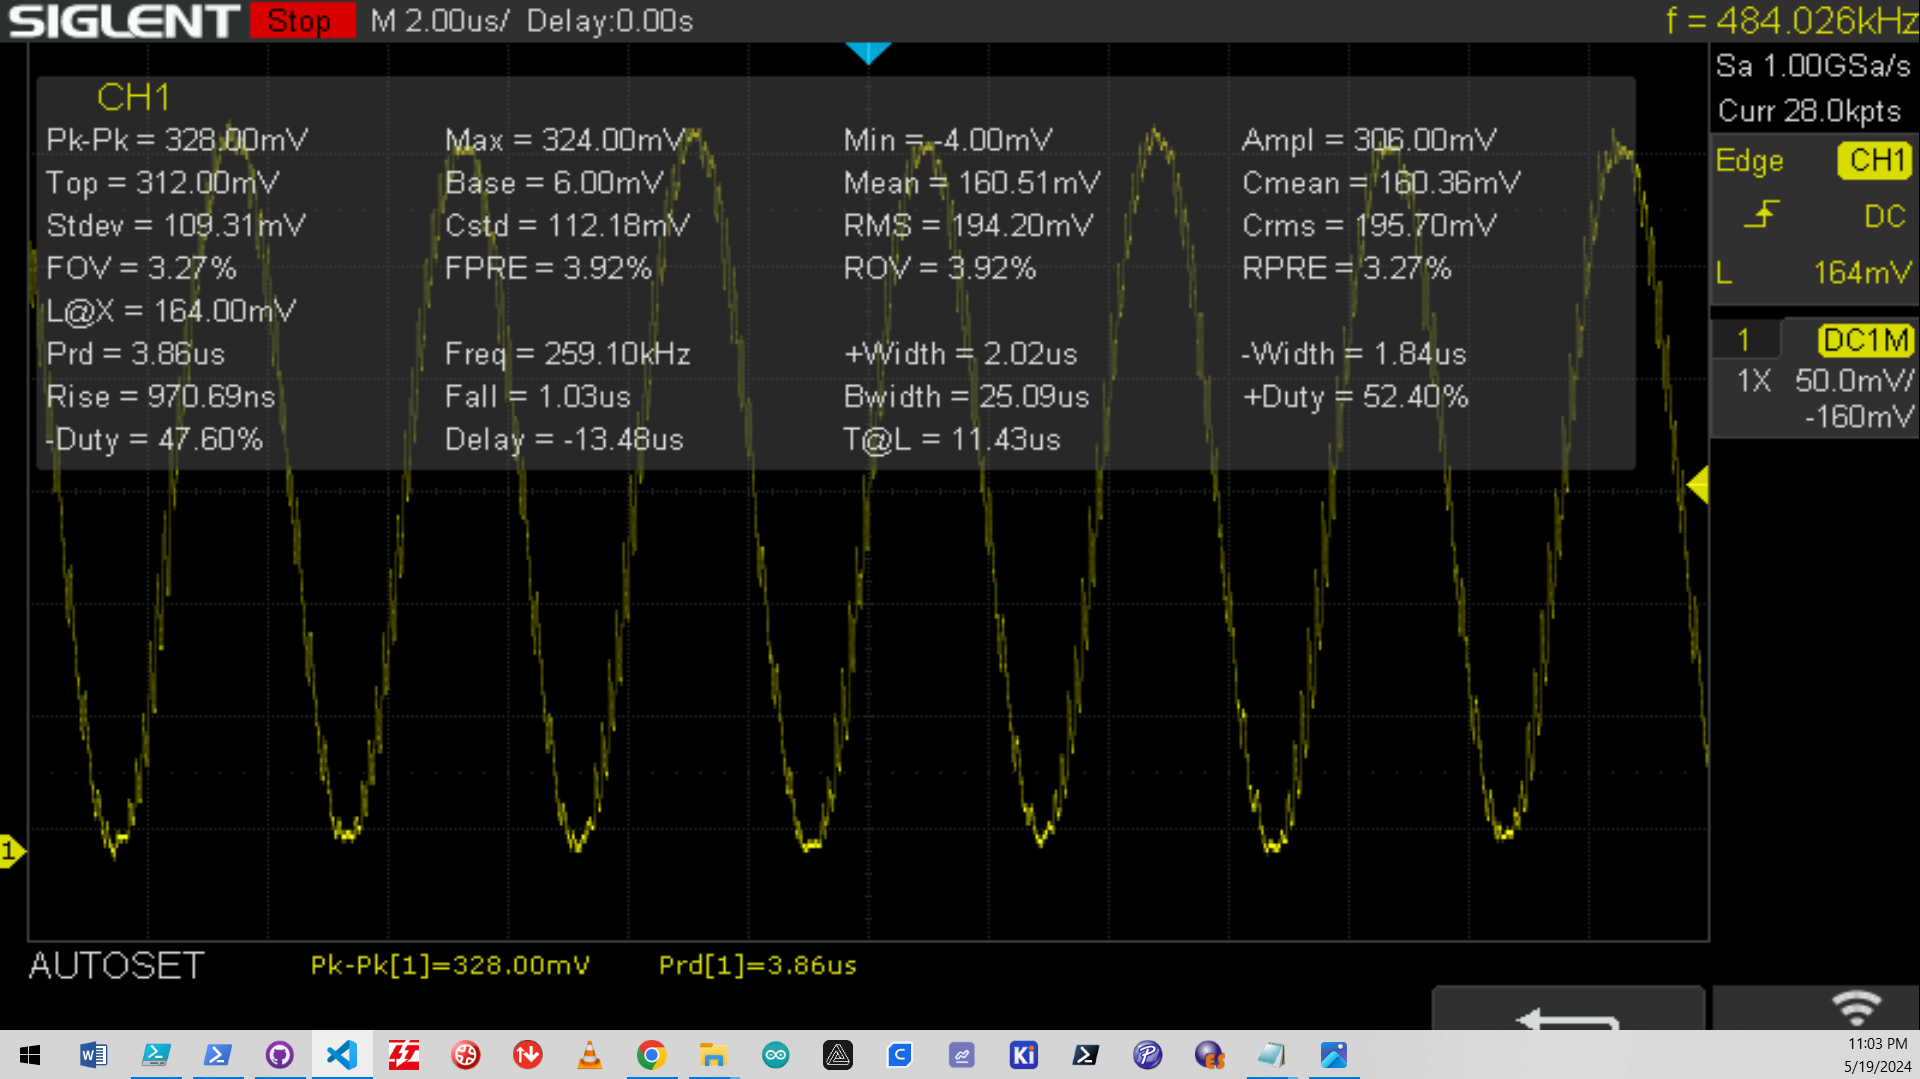 SIGLENT Stop M 2.00us/ Delay:0.00s f = 484.026kHz
Sa 1.00GSa/s
Curr 28.0kpts
CH1
Pk-Pk = 328.00mV Max = 324.00mV Min = -4.00mV Ampl = 306.00mV
Top = 312.00mV Base = 6.00mV Mean = 160.51mV Cmean = 160.36mV
Stdev = 109.31mV Cstd = 112.18mV RMS = 194.20mV Crms = 195.70mV
FOV = 3.27% FPRE = 3.92% ROV = 3.92% RPRE = 3.27%
L@X = 164.00mV
Prd = 3.86us Freq = 259.10kHz +Width = 2.02us -Width = 1.84us
Rise = 970.69ns Fall = 1.03us Bwidth = 25.09us +Duty = 52.40%
-Duty = 47.60% Delay = -13.48us T@L = 11.43us
Edge CH1
DC
L 164mV
1 DC1M
1X 50.0mV/
-160mV
1
AUTOSET Pk-Pk[1]=328.00mV Prd[1]=3.86us
11:03 PM
5/19/2024